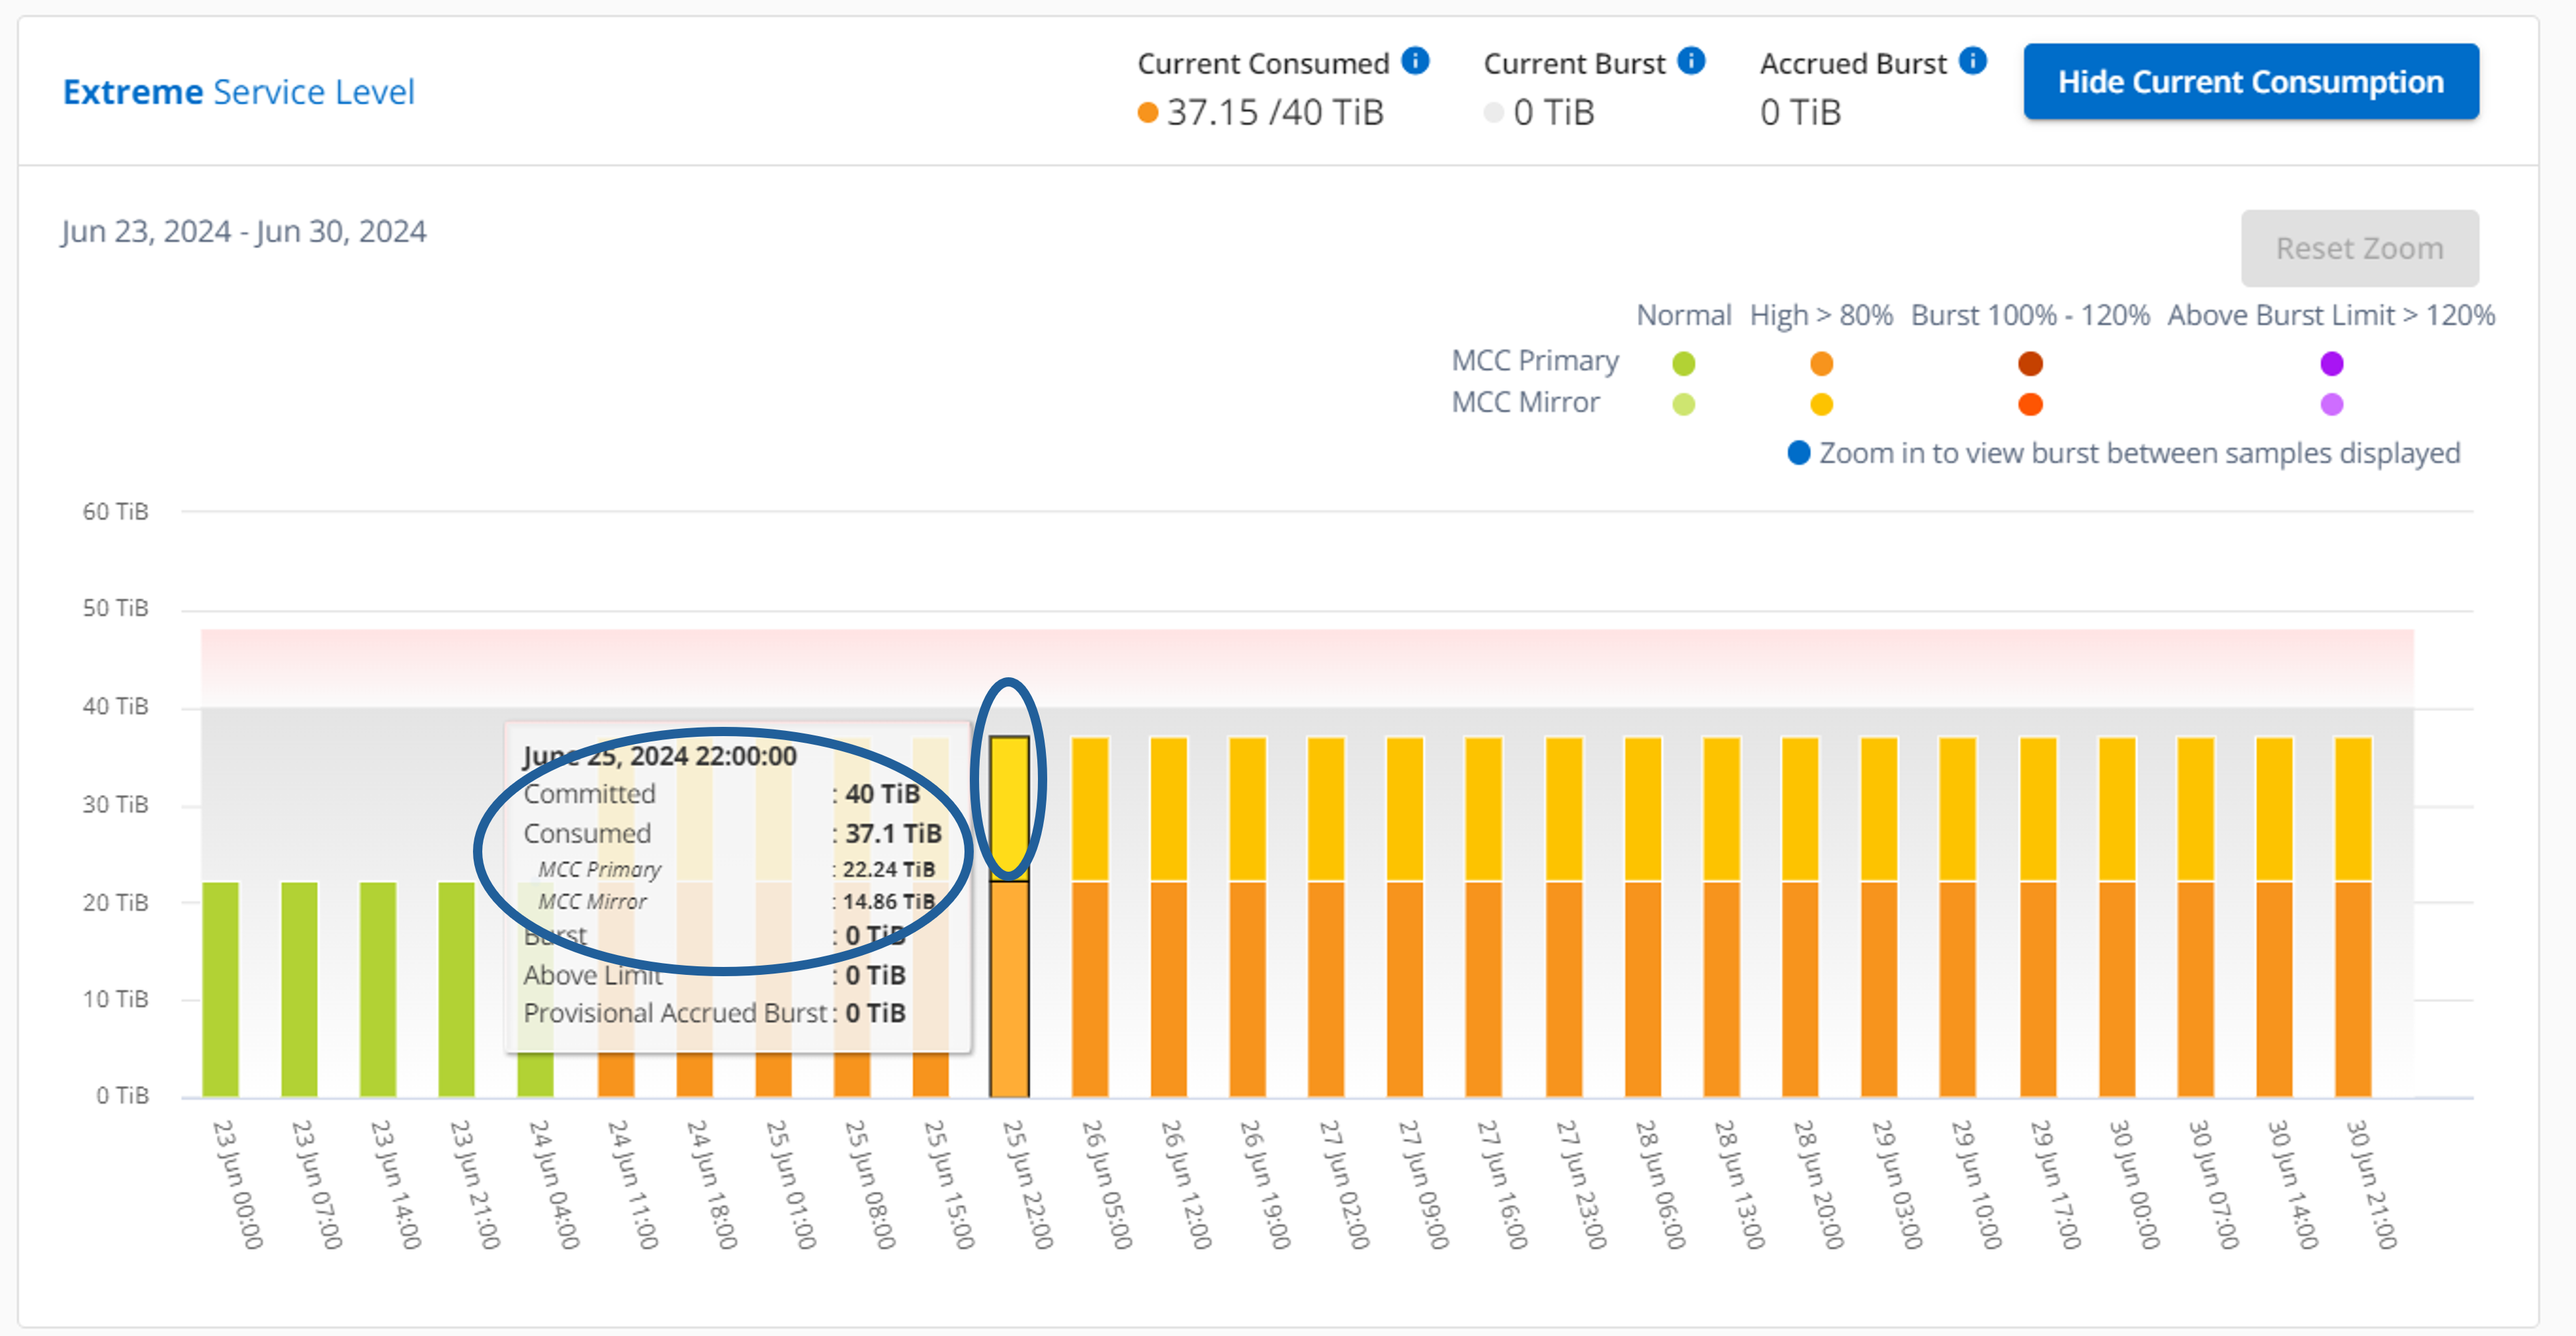 Extreme Service Level
Current Consumed
37.15 /40 TiB
Current Burst
0 TiB
Accrued Burst
0 TiB
Hide Current Consumption
Jun 23, 2024 - Jun 30, 2024
Reset Zoom
Normal High > 80% Burst 100% - 120% Above Burst Limit > 120%
MCC Primary
MCC Mirror
Zoom in to view burst between samples displayed
60 TiB
50 TiB
40 TiB
30 TiB
20 TiB
10 TiB
0 TiB
June 25, 2024 22:00:00
Committed : 40 TiB
Consumed : 37.1 TiB
MCC Primary : 22.24 TiB
MCC Mirror : 14.86 TiB
Burst : 0 TiB
Above Limit : 0 TiB
Provisional Accrued Burst : 0 TiB
23 Jun 00:00
23 Jun 07:00
23 Jun 14:00
23 Jun 21:00
24 Jun 04:00
24 Jun 11:00
24 Jun 18:00
25 Jun 01:00
25 Jun 08:00
25 Jun 15:00
25 Jun 22:00
26 Jun 05:00
26 Jun 12:00
26 Jun 19:00
27 Jun 02:00
27 Jun 09:00
27 Jun 16:00
27 Jun 23:00
28 Jun 06:00
28 Jun 13:00
28 Jun 20:00
29 Jun 03:00
29 Jun 10:00
29 Jun 17:00
30 Jun 00:00
30 Jun 07:00
30 Jun 14:00
30 Jun 21:00